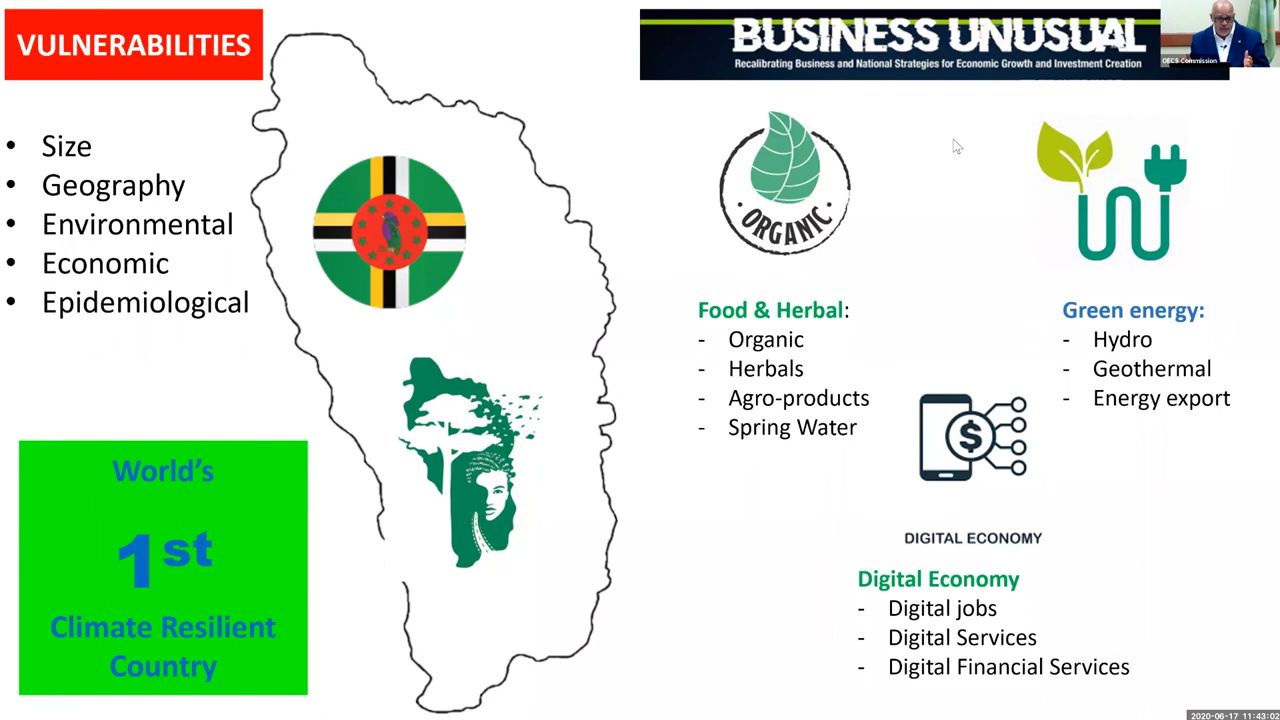 VULNERABILITIES
• Size
• Geography
• Environmental
• Economic
• Epidemiological
World's
1st
Climate Resilient
Country
BUSINESS UNUSUAL
Recalibrating Business and National Strategies for Economic Growth and Investment Creation
OECS Commission
ORGANIC
Food & Herbal:
- Organic
- Herbals
- Agro-products
- Spring Water
Green energy:
- Hydro
- Geothermal
- Energy export
$
DIGITAL ECONOMY
Digital Economy
- Digital jobs
- Digital Services
- Digital Financial Services
2020-06-17 11:43:02